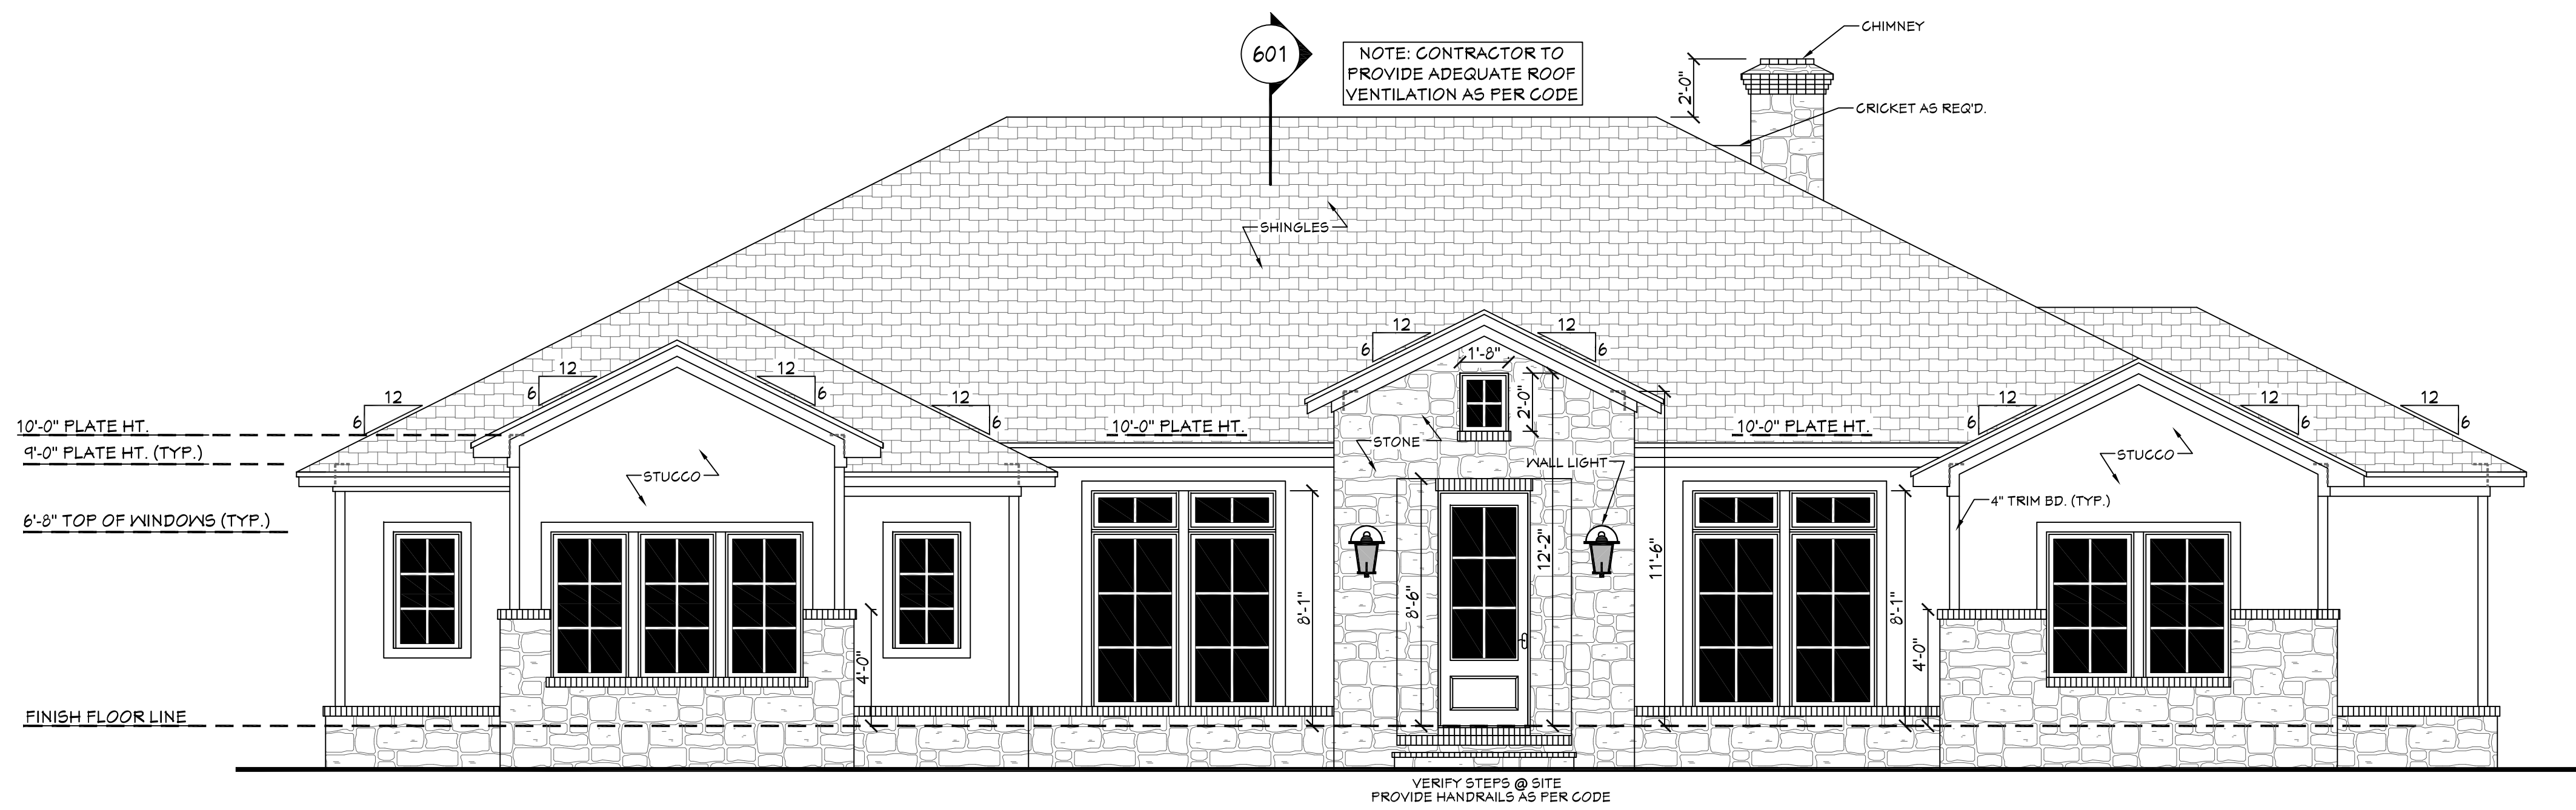 CHIMNEY
601
NOTE: CONTRACTOR TO
PROVIDE ADEQUATE ROOF
VENTILATION AS PER CODE
2'-0"
CRICKET AS REQ'D.
SHINGLES
12
6
12
6
1'-8"
12
6
12
6
12
6
12
6
12
6
12
6
12
6
12
6
2'-0"
10'-0" PLATE HT.
10'-0" PLATE HT.
10'-0" PLATE HT.
9'-0" PLATE HT. (TYP.)
STONE
STUCCO
WALL LIGHT
STUCCO
4" TRIM BD. (TYP.)
6'-8" TOP OF WINDOWS (TYP.)
12'-2"
11'-6"
8'-1"
8'-6"
8'-1"
4'-0"
4'-0"
FINISH FLOOR LINE
VERIFY STEPS @ SITE
PROVIDE HANDRAILS AS PER CODE